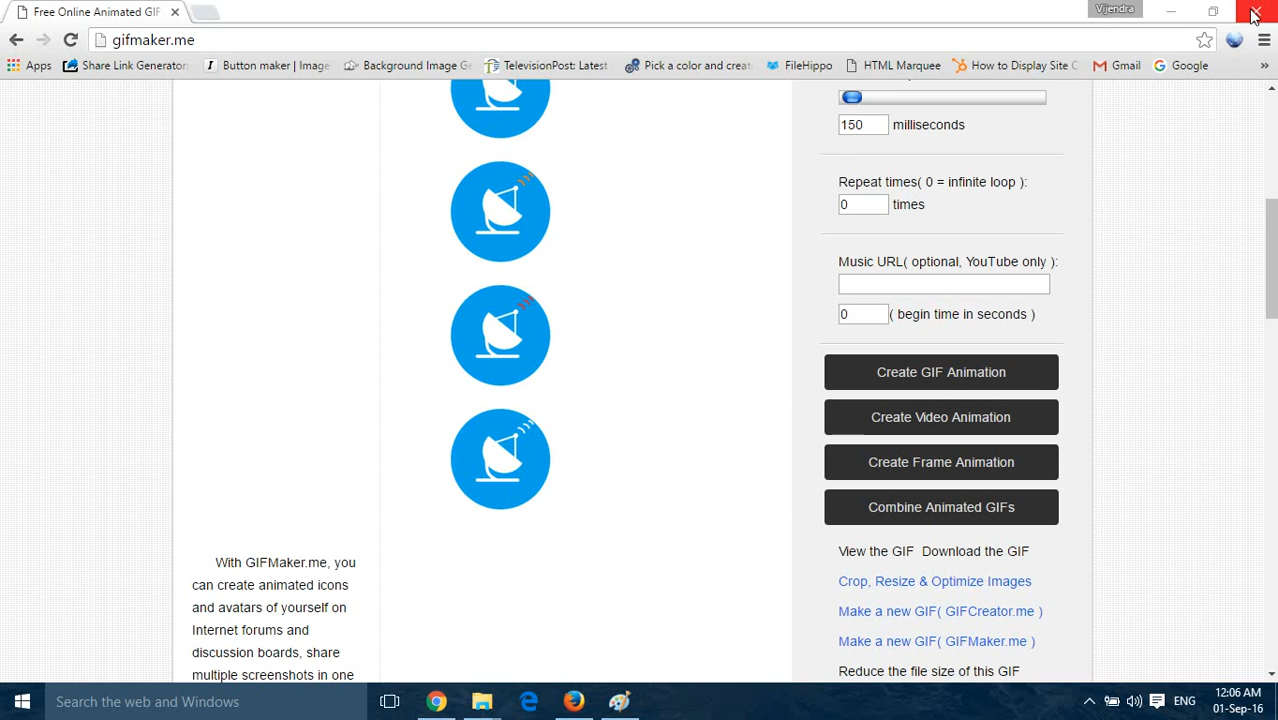 Free Online Animated GIF
Vijendra
gifmaker.me
Apps
Share Link Generator
Button maker | Image
Background Image Ge
TelevisionPost: Latest
Pick a color and create
FileHippo
HTML Marquee
How to Display Site C
Gmail
Google
»
150 milliseconds
Repeat times( 0 = infinite loop ):
0 times
Music URL( optional, YouTube only ):
0 ( begin time in seconds )
Create GIF Animation
Create Video Animation
Create Frame Animation
Combine Animated GIFs
View the GIF Download the GIF
Crop, Resize & Optimize Images
Make a new GIF( GIFCreator.me )
Make a new GIF( GIFMaker.me )
Reduce the file size of this GIF
With GIFMaker.me, you
can create animated icons
and avatars of yourself on
Internet forums and
discussion boards, share
multiple screenshots in one
Search the web and Windows
ENG
12:06 AM
01-Sep-16